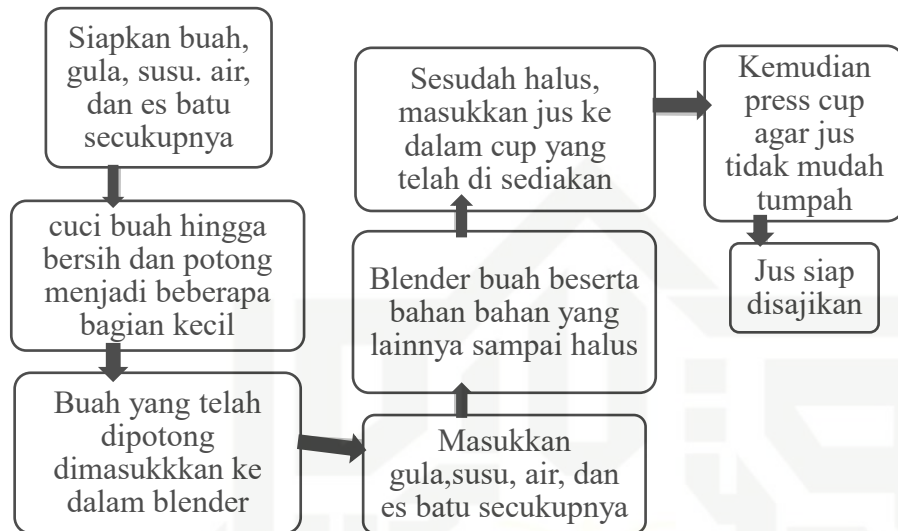 Siapkan buah,
gula, susu. air,
dan es batu
secukupnya
cuci buah hingga
bersih dan potong
menjadi beberapa
bagian kecil
Buah yang telah
dipotong
dimasukkkan ke
dalam blender
Masukkan
gula,susu, air, dan
es batu secukupnya
Blender buah beserta
bahan bahan yang
lainnya sampai halus
Sesudah halus,
masukkan jus ke
dalam cup yang
telah di sediakan
Kemudian
press cup
agar jus
tidak mudah
tumpah
Jus siap
disajikan